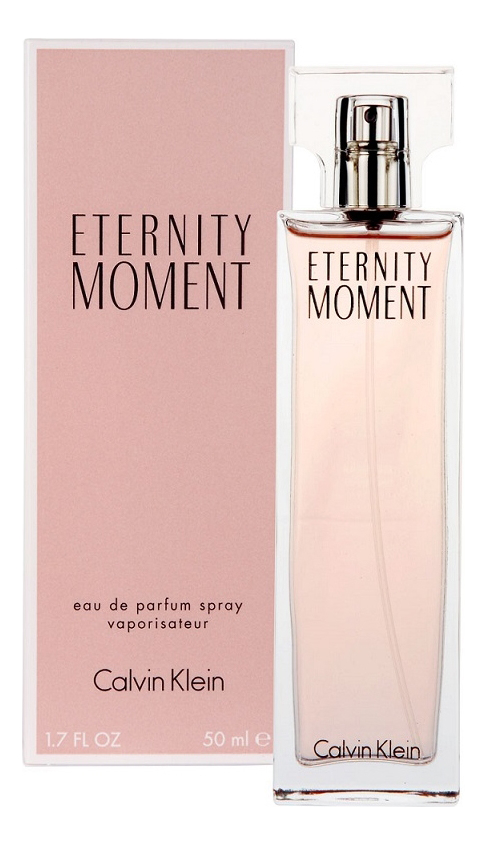 ETERNITY
MOMENT
eau de parfum spray
vaporisateur
Calvin Klein
1.7 FL OZ 50 ml ℮
ETERNITY
MOMENT
Calvin Klein